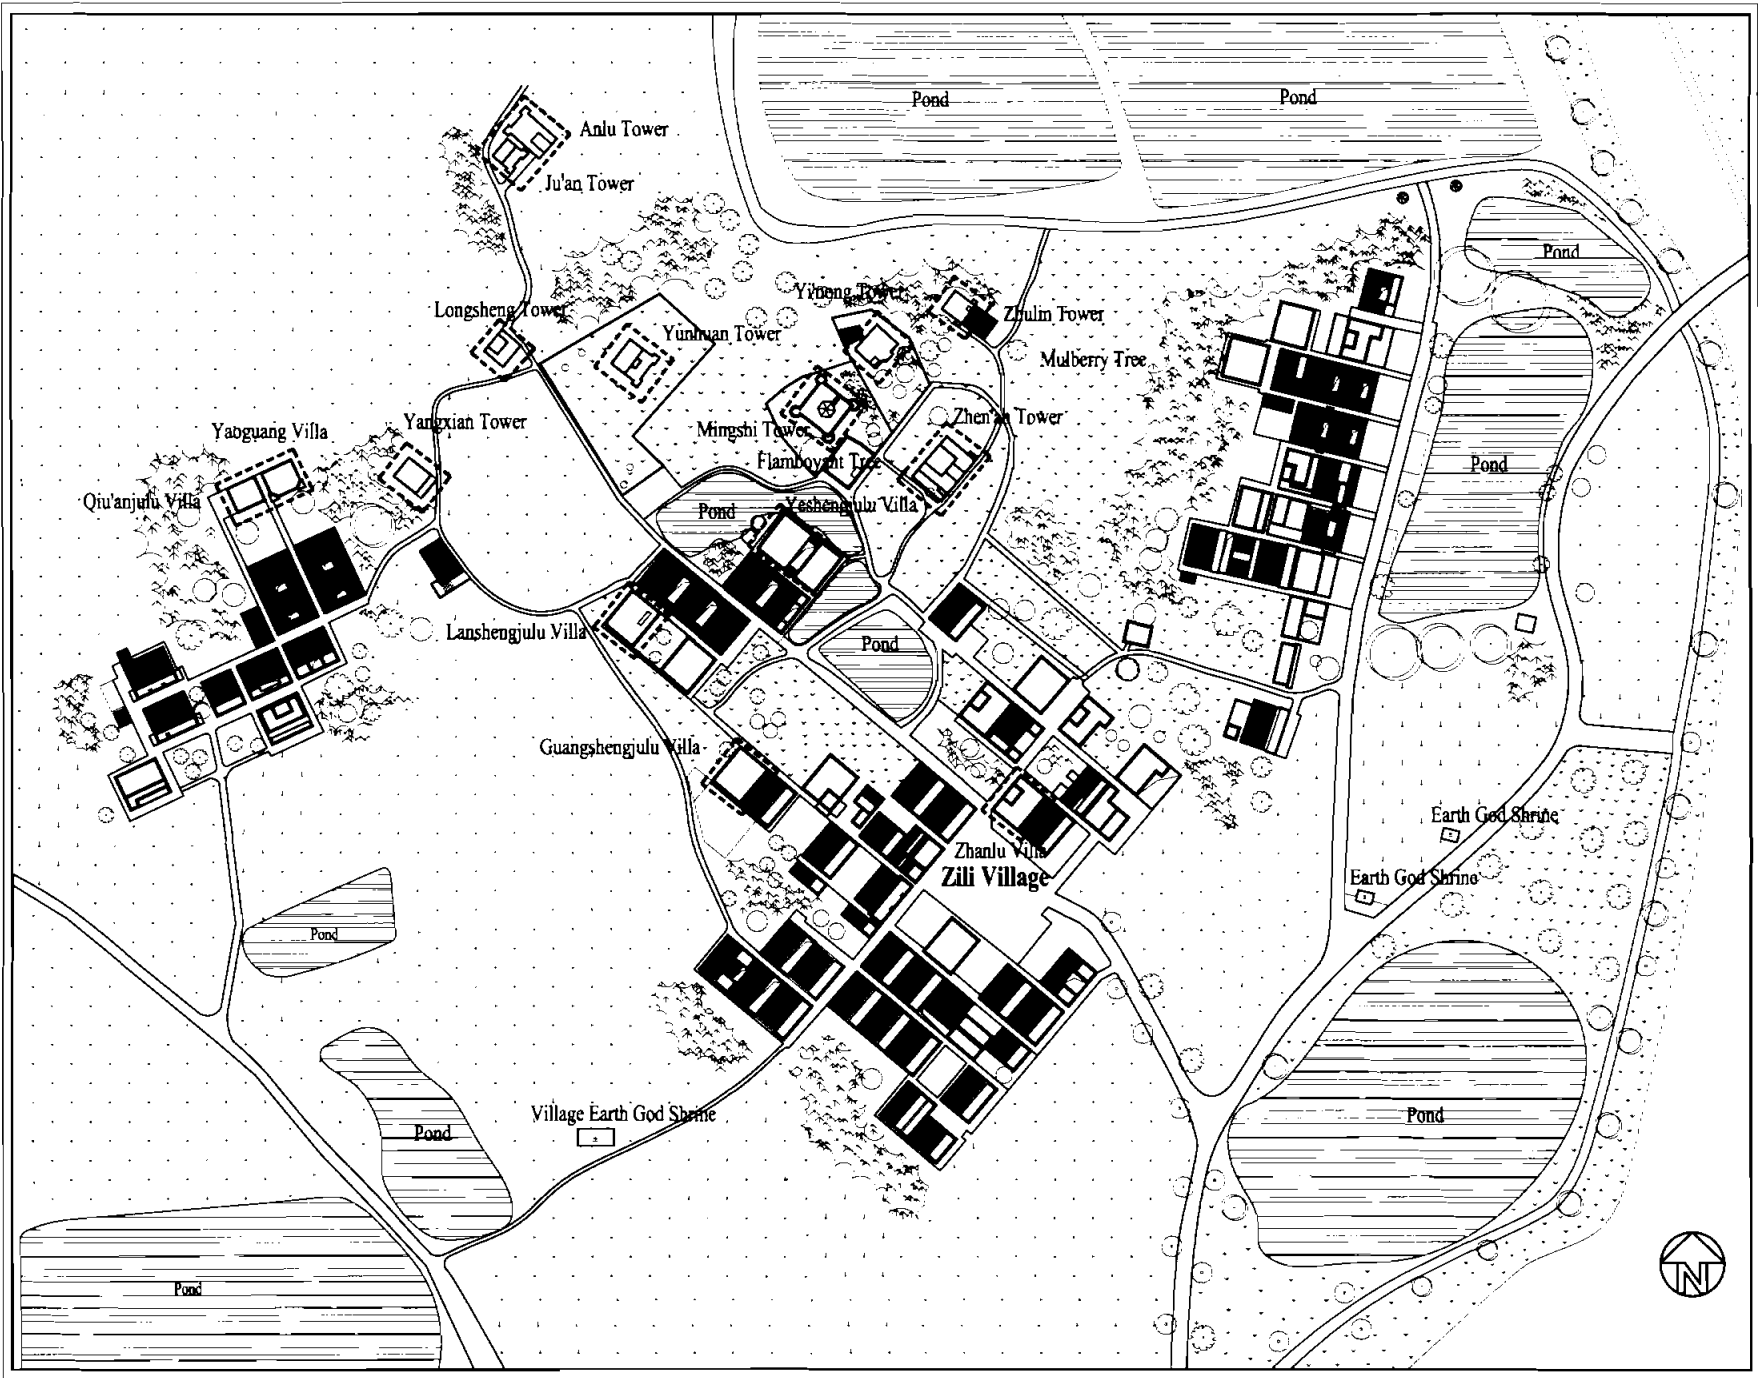 Pond
Pond
Anlu Tower
Ju'an Tower
Pond
Yinong Tower
Longsheng Tower
Zhulin Tower
Yunhuan Tower
Mulberry Tree
Yangxian Tower
Zhen'an Tower
Yaoguang Villa
Mingshi Tower
Flamboyant Tree
Pond
Qiu'anjulu Villa
Yeshengjulu Villa
Pond
Lanshengjulu Villa
Pond
Guangshengjulu Villa
Earth God Shrine
Zhanlu Villa
Zili Village
Earth God Shrine
Pond
Village Earth God Shrine
Pond
Pond
Pond
N